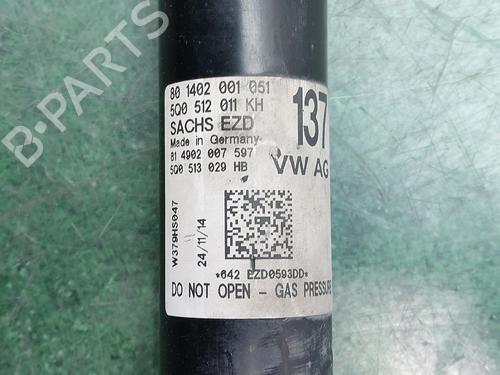 B-PARTS
80 1402 001 051
5Q0 512 011 KH
SACHS EZD
Made in Germany
81 4902 007 597
5Q0 513 029 HB
137
VW AG
W379HS047
24/11/14
*642 EZD0593DD*
DO NOT OPEN - GAS PRESSURE